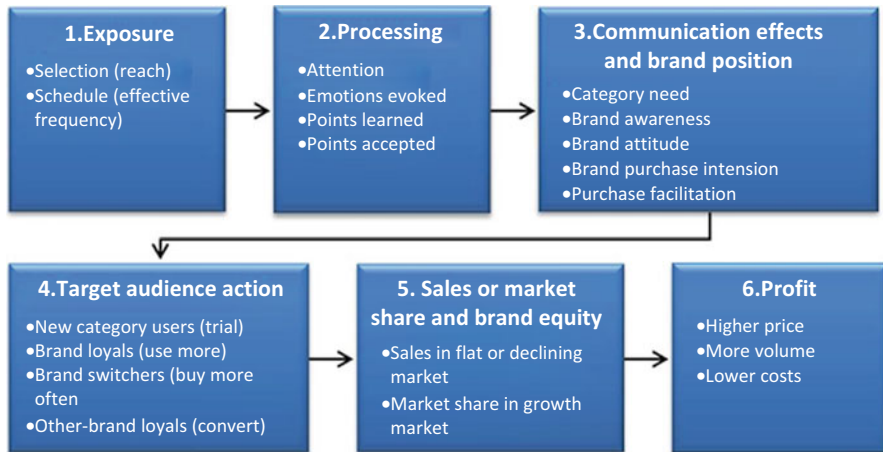 1.Exposure
•Selection (reach)
•Schedule (effective
frequency)
2.Processing
•Attention
•Emotions evoked
•Points learned
•Points accepted
3.Communication effects
and brand position
•Category need
•Brand awareness
•Brand attitude
•Brand purchase intension
•Purchase facilitation
4.Target audience action
•New category users (trial)
•Brand loyals (use more)
•Brand switchers (buy more
often
•Other-brand loyals (convert)
5. Sales or market
share and brand equity
•Sales in flat or declining
market
•Market share in growth
market
6.Profit
•Higher price
•More volume
•Lower costs